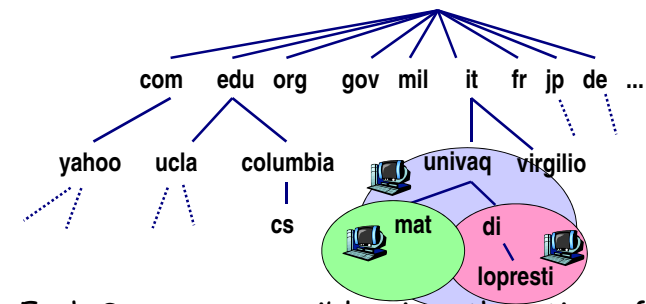 com edu org gov mil it fr jp de ...
yahoo ucla columbia univaq virgilio
cs mat di
lopresti